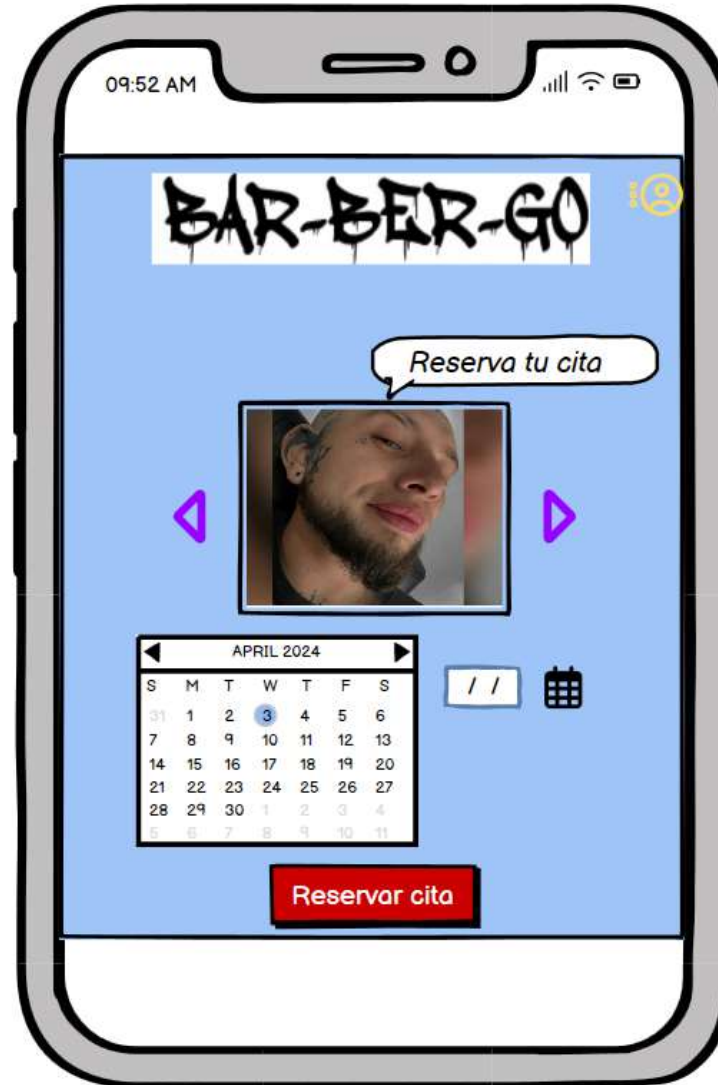 09:52 AM
BAR-BER-GO
Reserva tu cita
APRIL 2024
S M T W T F S
31 1 2 3 4 5 6
7 8 9 10 11 12 13
14 15 16 17 18 19 20
21 22 23 24 25 26 27
28 29 30 1 2 3 4
5 6 7 8 9 10 11
/ /
Reservar cita